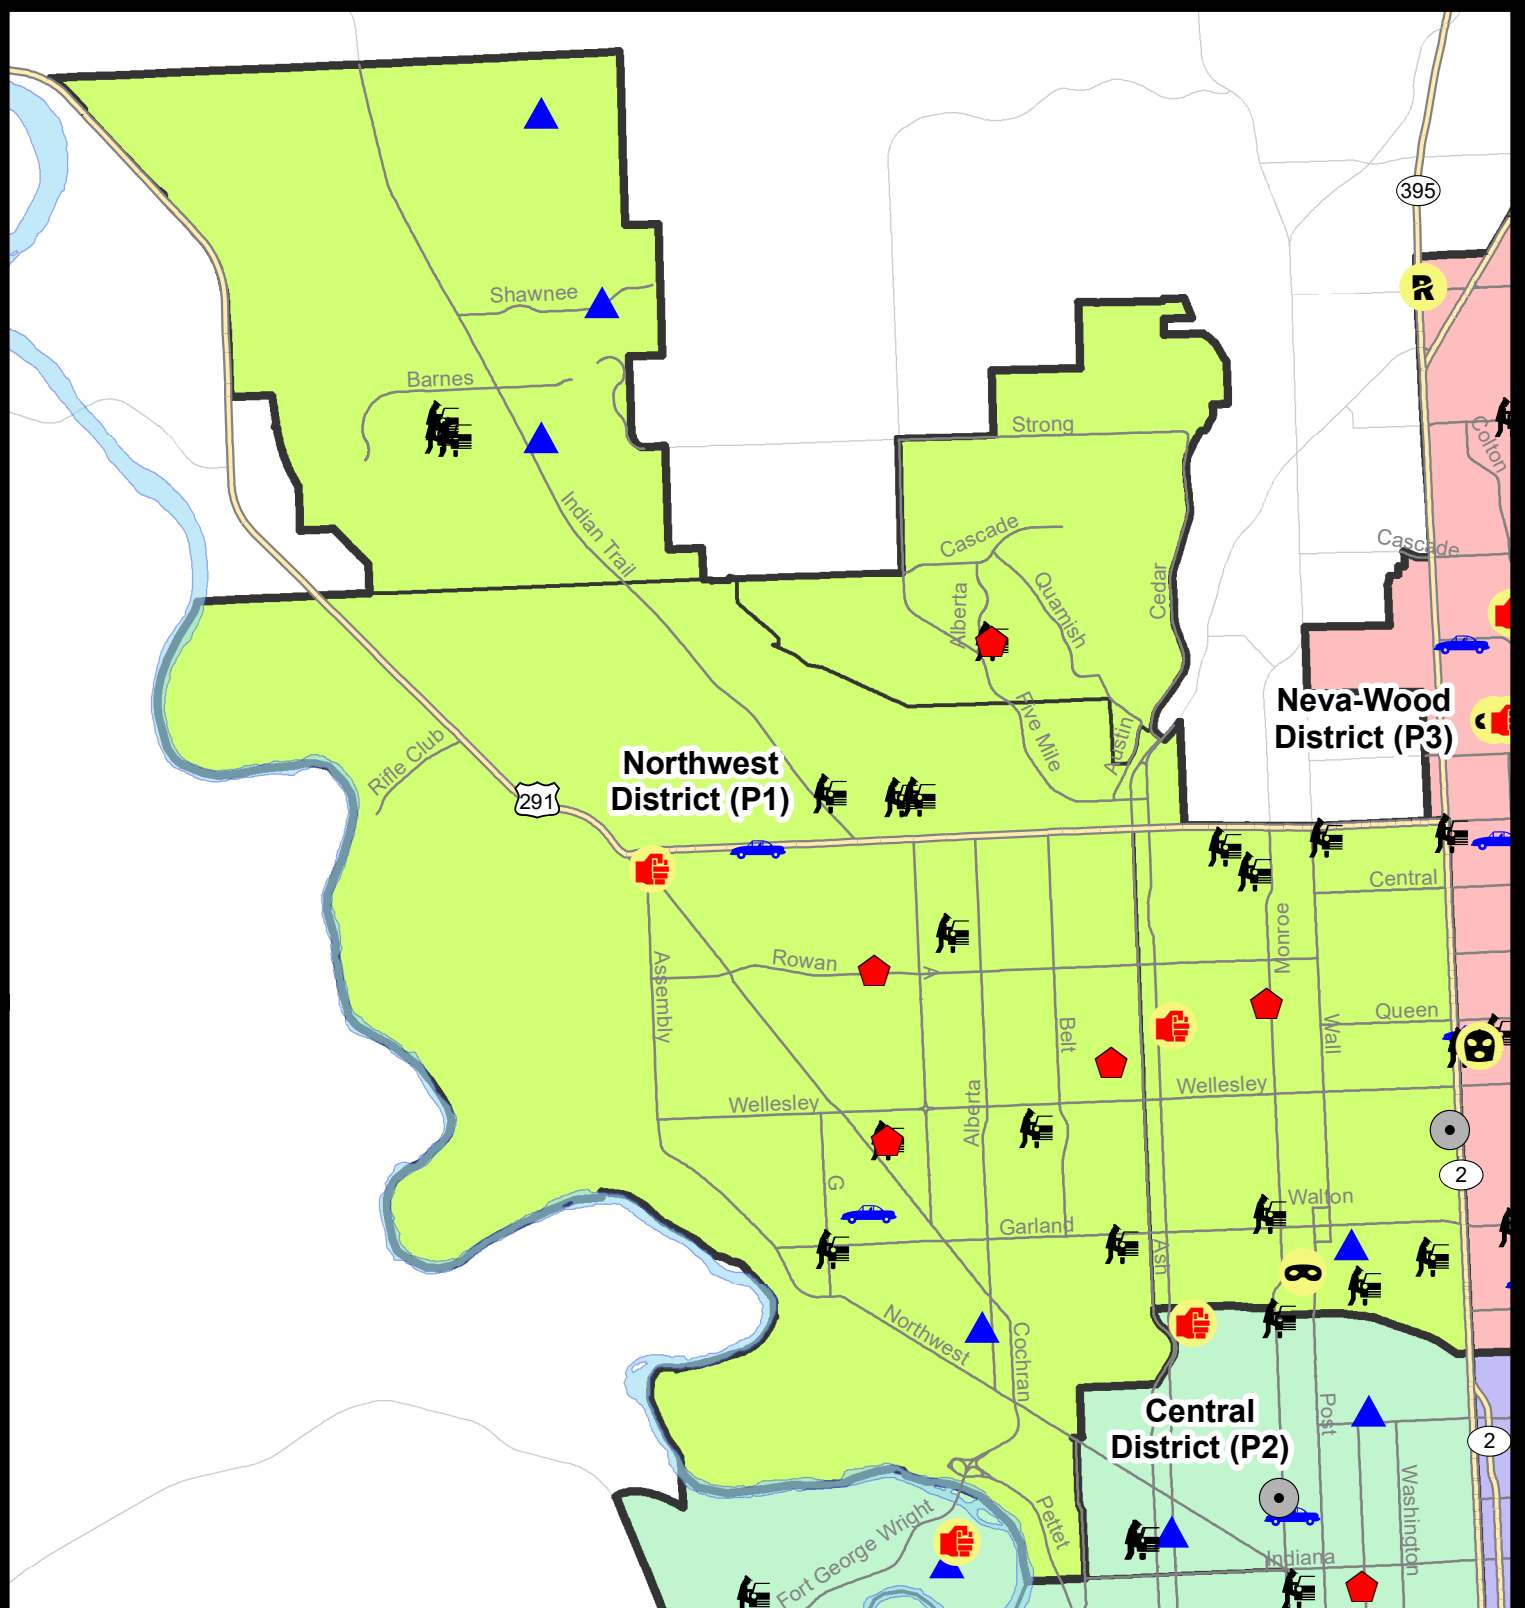 395
Shawnee
Barnes
Strong
Colton
Indian Trail
Cascade
Cascade
Alberta
Quamish
Cedar
Five Mile
Austin
Neva-Wood
District (P3)
Rifle Club
Northwest
District (P1)
291
Central
Monroe
Rowan
A
Assembly
Queen
Belt
Wall
Wellesley
Wellesley
Alberta
2
G
Walton
Garland
Ash
Northwest
Cochran
Central
District (P2)
Post
2
Washington
Pettet
Fort George Wright
Indiana
R